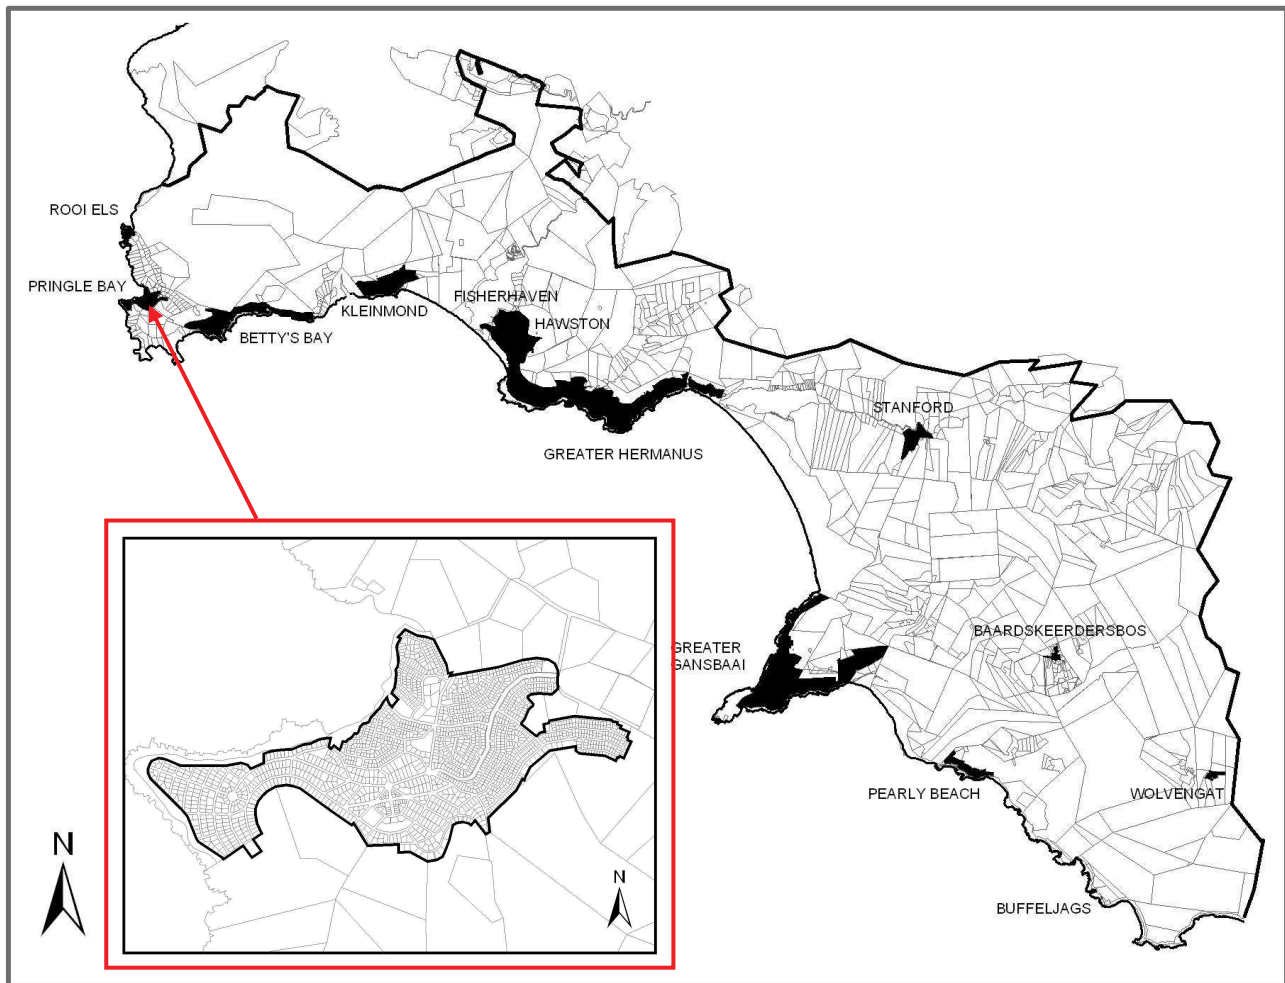 ROOI ELS
PRINGLE BAY
KLEINMOND
BETTY'S BAY
FISHERHAVEN
HAWSTON
GREATER HERMANUS
STANFORD
BAARDSKEERDERSBOS
GREATER
GANSBAAI
PEARLY BEACH
WOLVENGAT
BUFFELJAGS
N
N